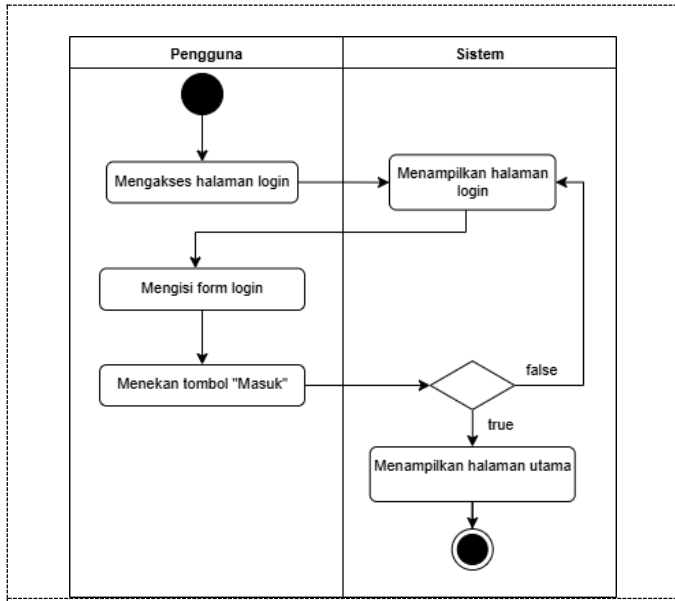 Pengguna
Sistem
Mengakses halaman login
Menampilkan halaman
login
Mengisi form login
Menekan tombol "Masuk"
false
true
Menampilkan halaman utama